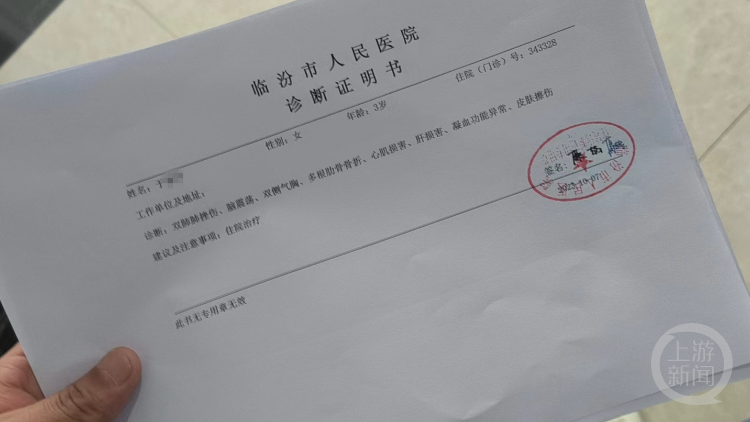 临汾市人民医院
诊断证明书
姓名：于 性别：女 年龄：3岁 住院（门诊）号：343328
工作单位及地址：
诊断：双肺肺挫伤、脑震荡、双侧气胸、多根肋骨骨折、心肌损害、肝损害、凝血功能异常、皮肤擦伤
建议及注意事项：住院治疗
签名：
2023-10-07
此书无专用章无效
上游新闻